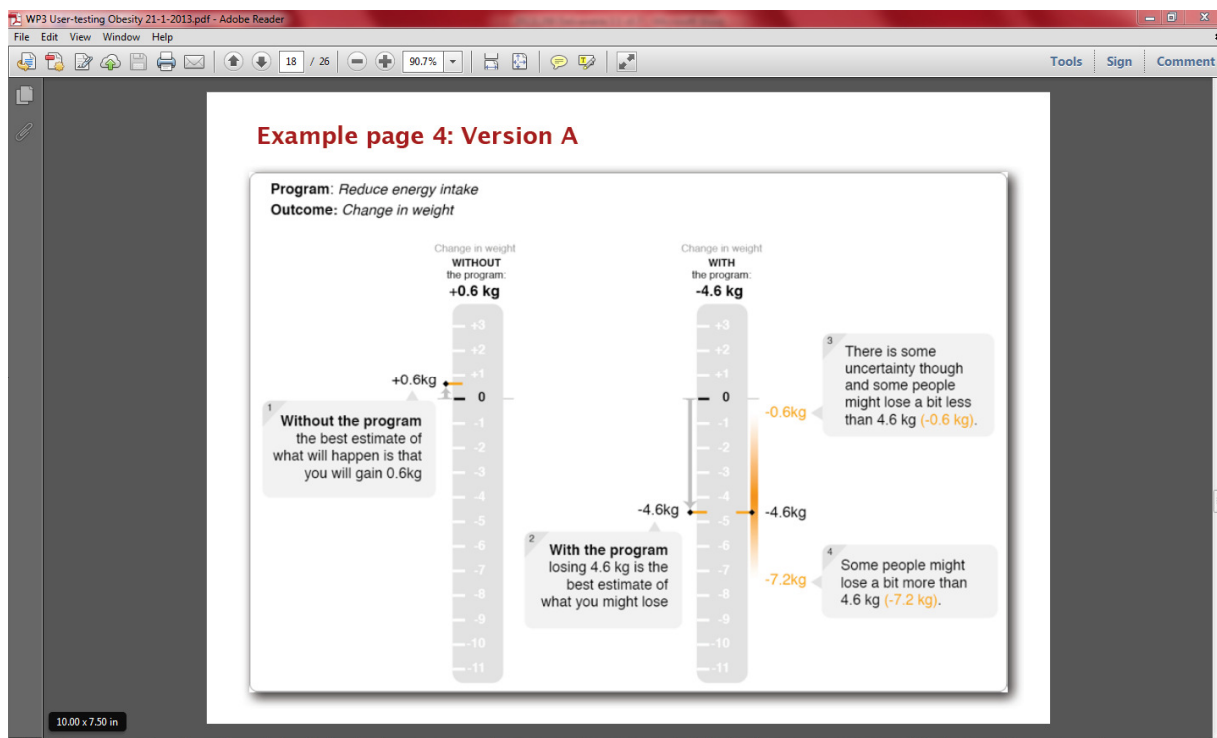 WP3 User-testing Obesity 21-1-2013.pdf - Adobe Reader
File Edit View Window Help
18 / 26
90.7%
Tools Sign Comment
Example page 4: Version A
Program: Reduce energy intake
Outcome: Change in weight
Change in weight
WITHOUT
the program:
+0.6 kg
+3
+2
+1
0
-1
-2
-3
-4
-5
-6
-7
-8
-9
-10
-11
+0.6kg
1
Without the program
the best estimate of
what will happen is that
you will gain 0.6kg
Change in weight
WITH
the program:
-4.6 kg
+3
+2
+1
0
-1
-2
-3
-4
-5
-6
-7
-8
-9
-10
-11
-4.6kg
2
With the program
losing 4.6 kg is the
best estimate of
what you might lose
-0.6kg
-4.6kg
-7.2kg
3
There is some
uncertainty though
and some people
might lose a bit less
than 4.6 kg (-0.6 kg).
4
Some people might
lose a bit more than
4.6 kg (-7.2 kg).
10.00 x 7.50 in